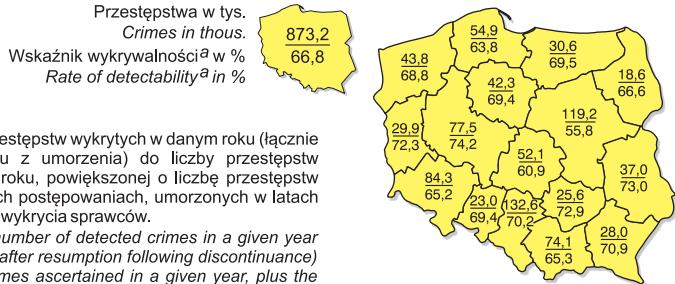 Przestępstwa w tys.
Crimes in thous.
Wskaźnik wykrywalności a w %
Rate of detectability a in %
873,2
66,8
54,9
63,8
43,8
68,8
30,6
69,5
18,6
66,6
42,3
69,4
119,2
55,8
29,9
72,3
77,5
74,2
52,1
60,9
37,0
73,0
84,3
65,2
23,0
69,4
132,6
70,2
25,6
72,9
74,1
65,3
28,0
70,9
estępstw wykrytych w danym roku (łącznie
u z umorzenia) do liczby przestępstw
roku, powiększonej o liczbę przestępstw
ch postępowaniach, umorzonych w latach
wykrycia sprawców.
number of detected crimes in a given year
after resumption following discontinuance)
mes ascertained in a given year, plus the